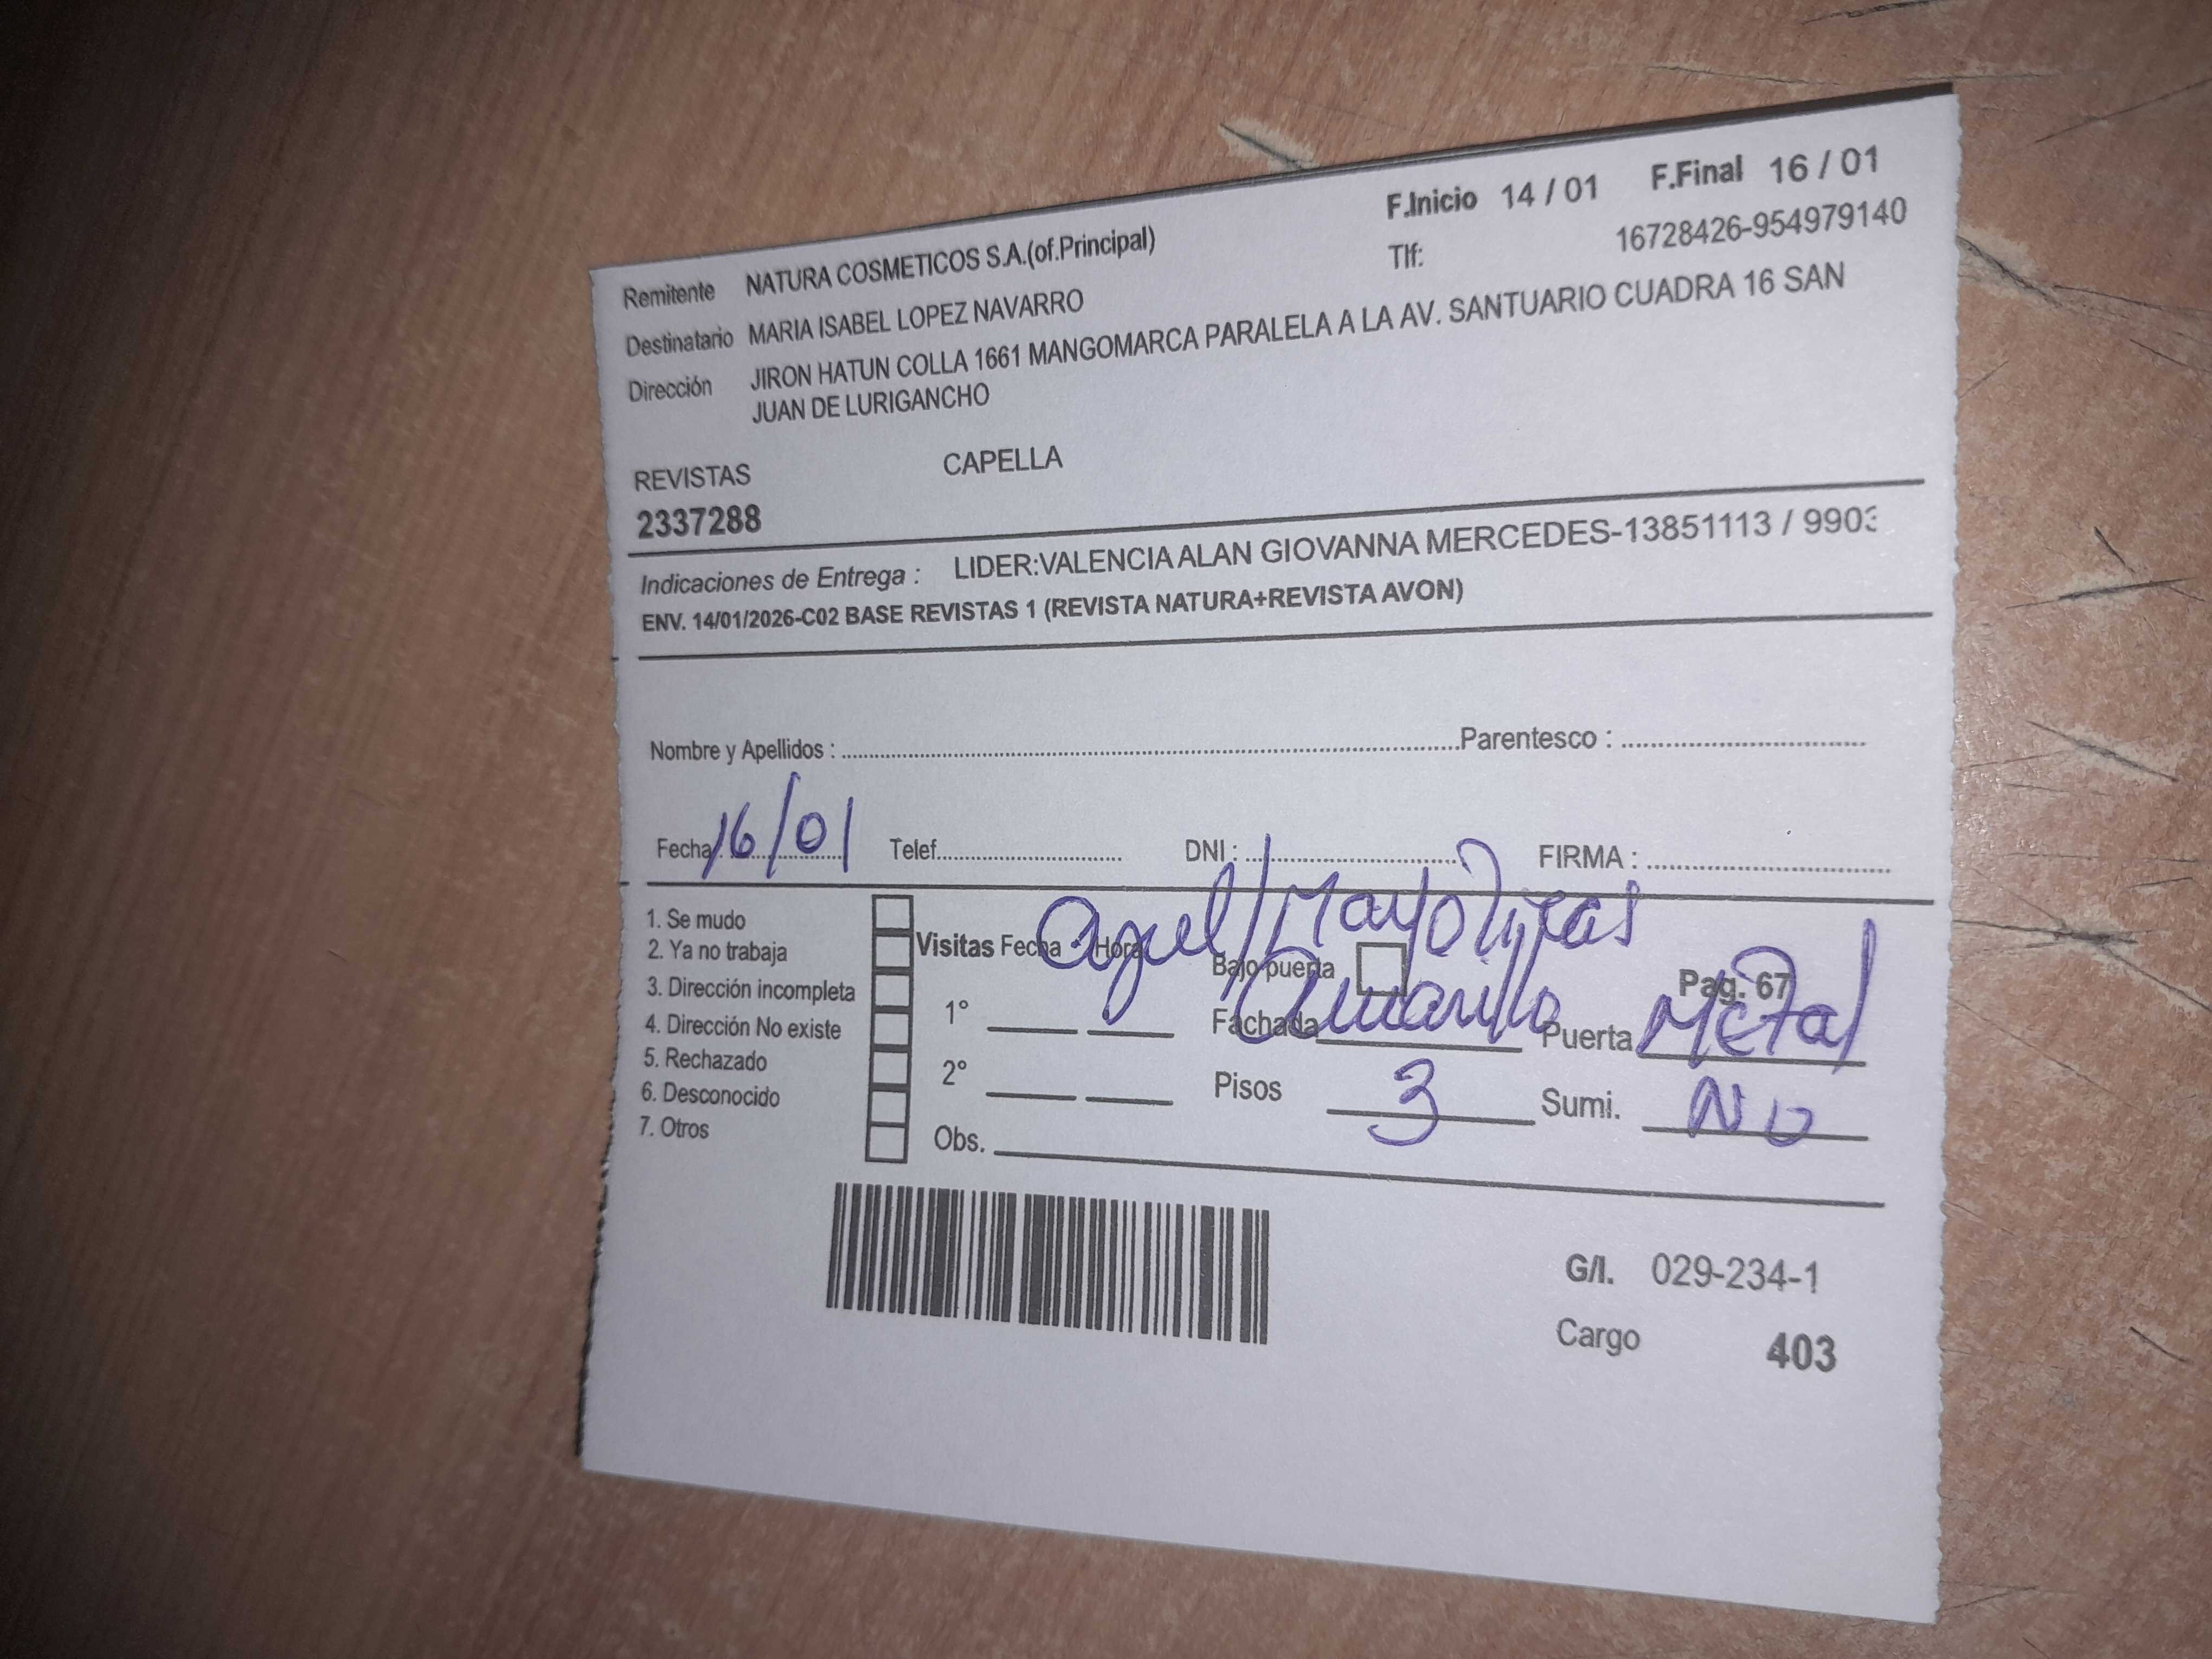 F.Inicio 14 / 01 F.Final 16 / 01
Remitente NATURA COSMETICOS S.A.(of.Principal) Tlf: 16728426-954979140
Destinatario MARIA ISABEL LOPEZ NAVARRO
Dirección JIRON HATUN COLLA 1661 MANGOMARCA PARALELA A LA AV. SANTUARIO CUADRA 16 SAN
JUAN DE LURIGANCHO
REVISTAS CAPELLA
2337288
Indicaciones de Entrega : LIDER:VALENCIA ALAN GIOVANNA MERCEDES-13851113 / 9903
ENV. 14/01/2026-C02 BASE REVISTAS 1 (REVISTA NATURA+REVISTA AVON)
Nombre y Apellidos : Parentesco :
Fecha 16/01 Telef. DNI : FIRMA :
azul/Mayólicas
1. Se mudo
2. Ya no trabaja Visitas Fecha Hora Bajo puerta Pag. 67
3. Dirección incompleta
4. Dirección No existe 1° Fachada Amarillo Puerta Metal
5. Rechazado 2° Pisos 3 Sumi. NO
6. Desconocido
7. Otros Obs.
G/I. 029-234-1
Cargo 403